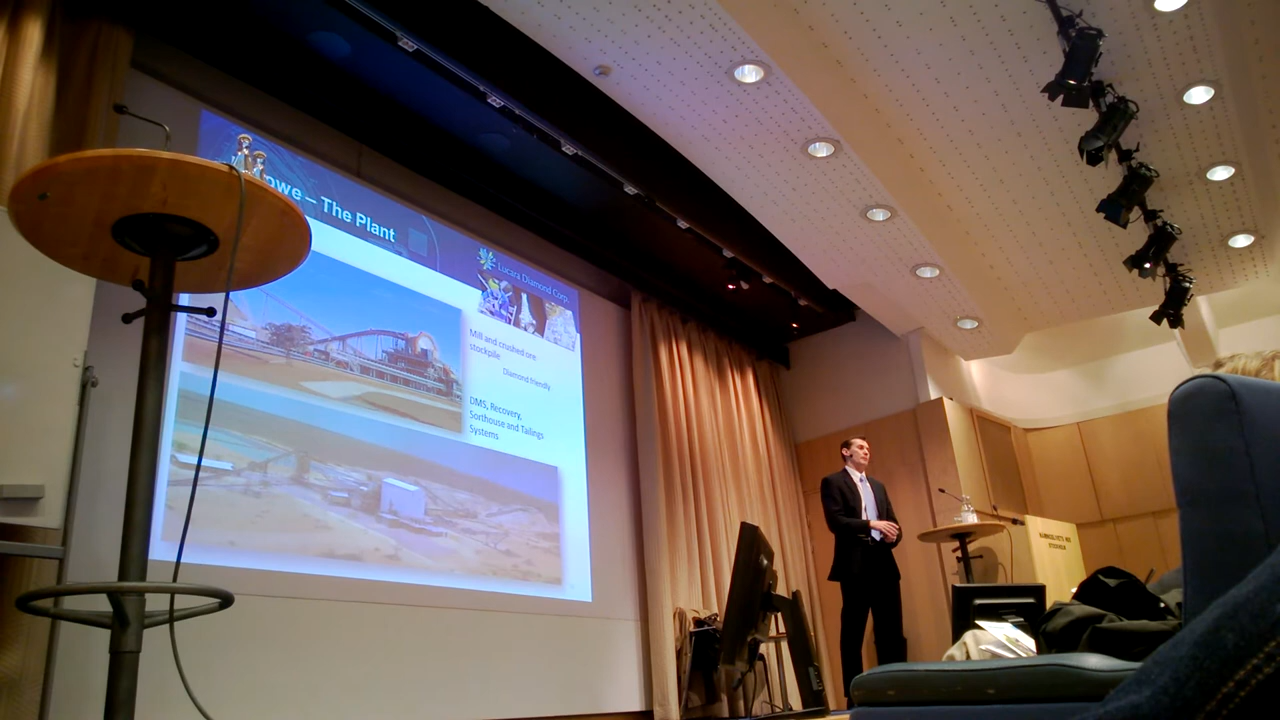 owe – The Plant
Lucara Diamond Corp.
Mill and crushed ore
stockpile
Diamond friendly
DMS, Recovery,
Sorthouse and Tailings
Systems
STOCKHOLM